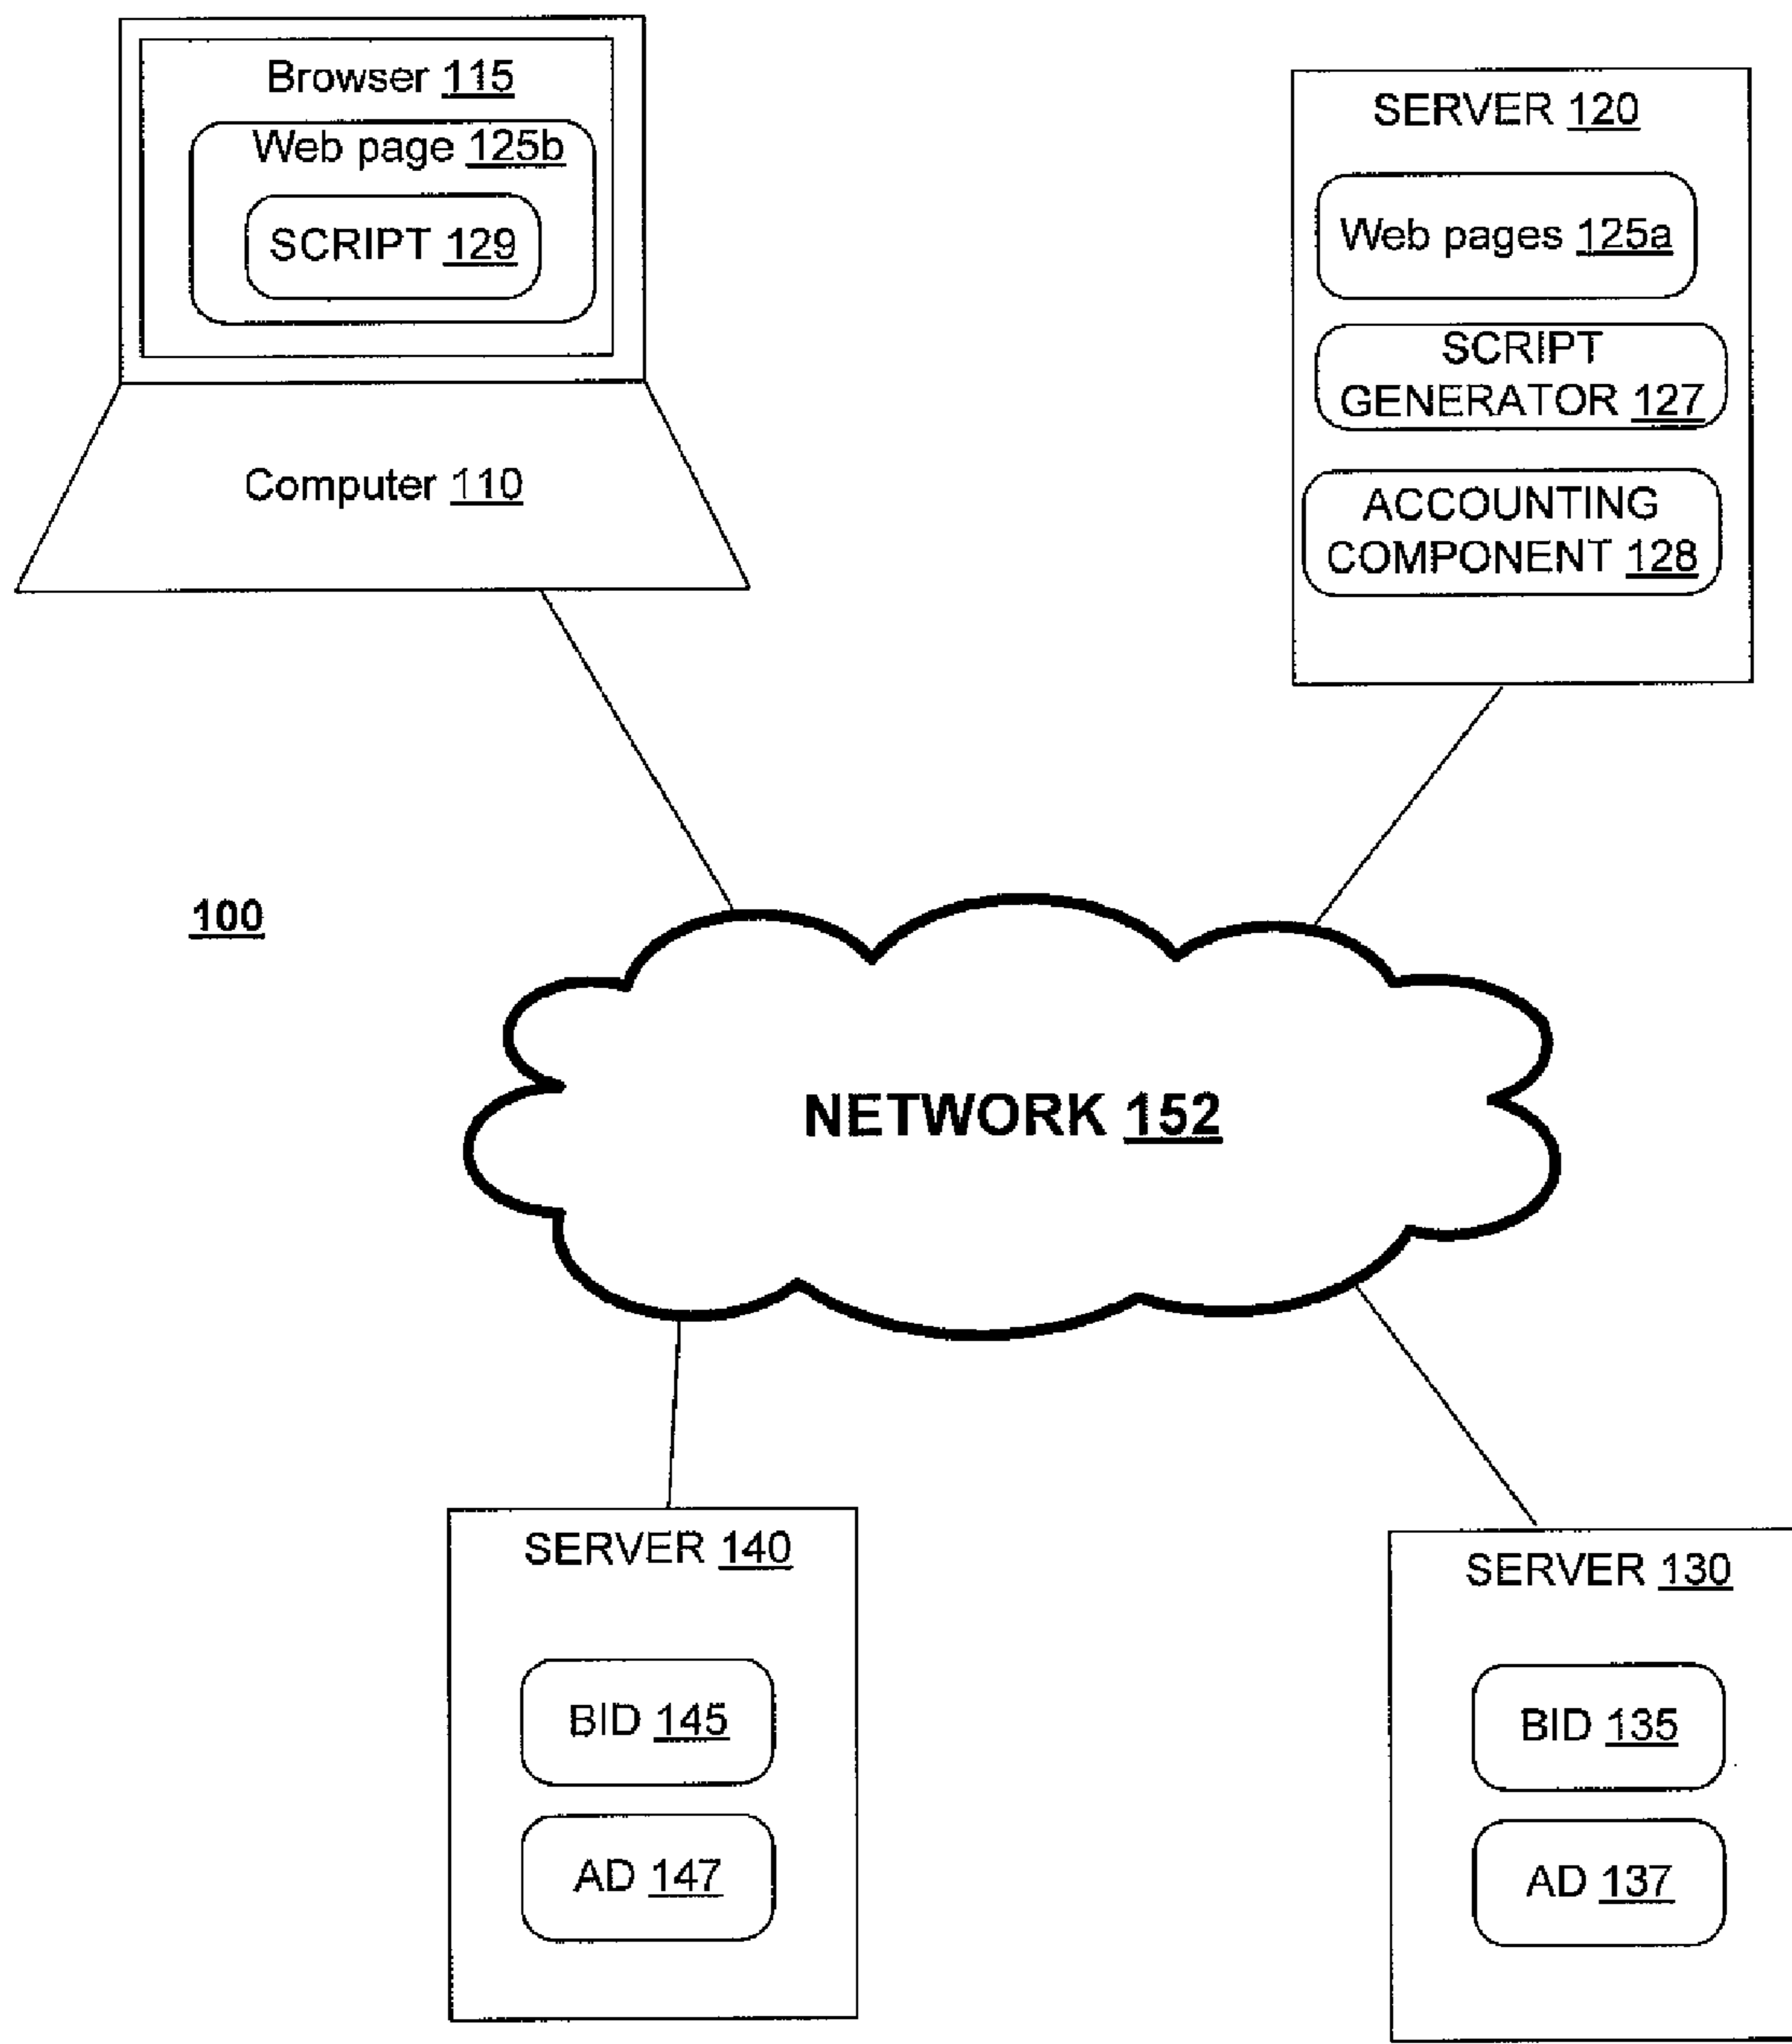 Browser 115
Web page 125b
SCRIPT 129
Computer 110
SERVER 120
Web pages 125a
SCRIPT
GENERATOR 127
ACCOUNTING
COMPONENT 128
100
NETWORK 152
SERVER 140
BID 145
AD 147
SERVER 130
BID 135
AD 137